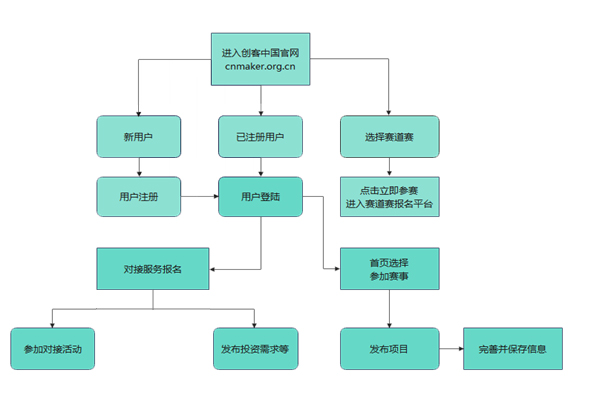 进入创客中国官网
cnmaker.org.cn
新用户
已注册用户
选择赛道赛
用户注册
用户登陆
点击立即参赛
进入赛道赛报名平台
对接服务报名
首页选择
参加赛事
参加对接活动
发布投资需求等
发布项目
完善并保存信息